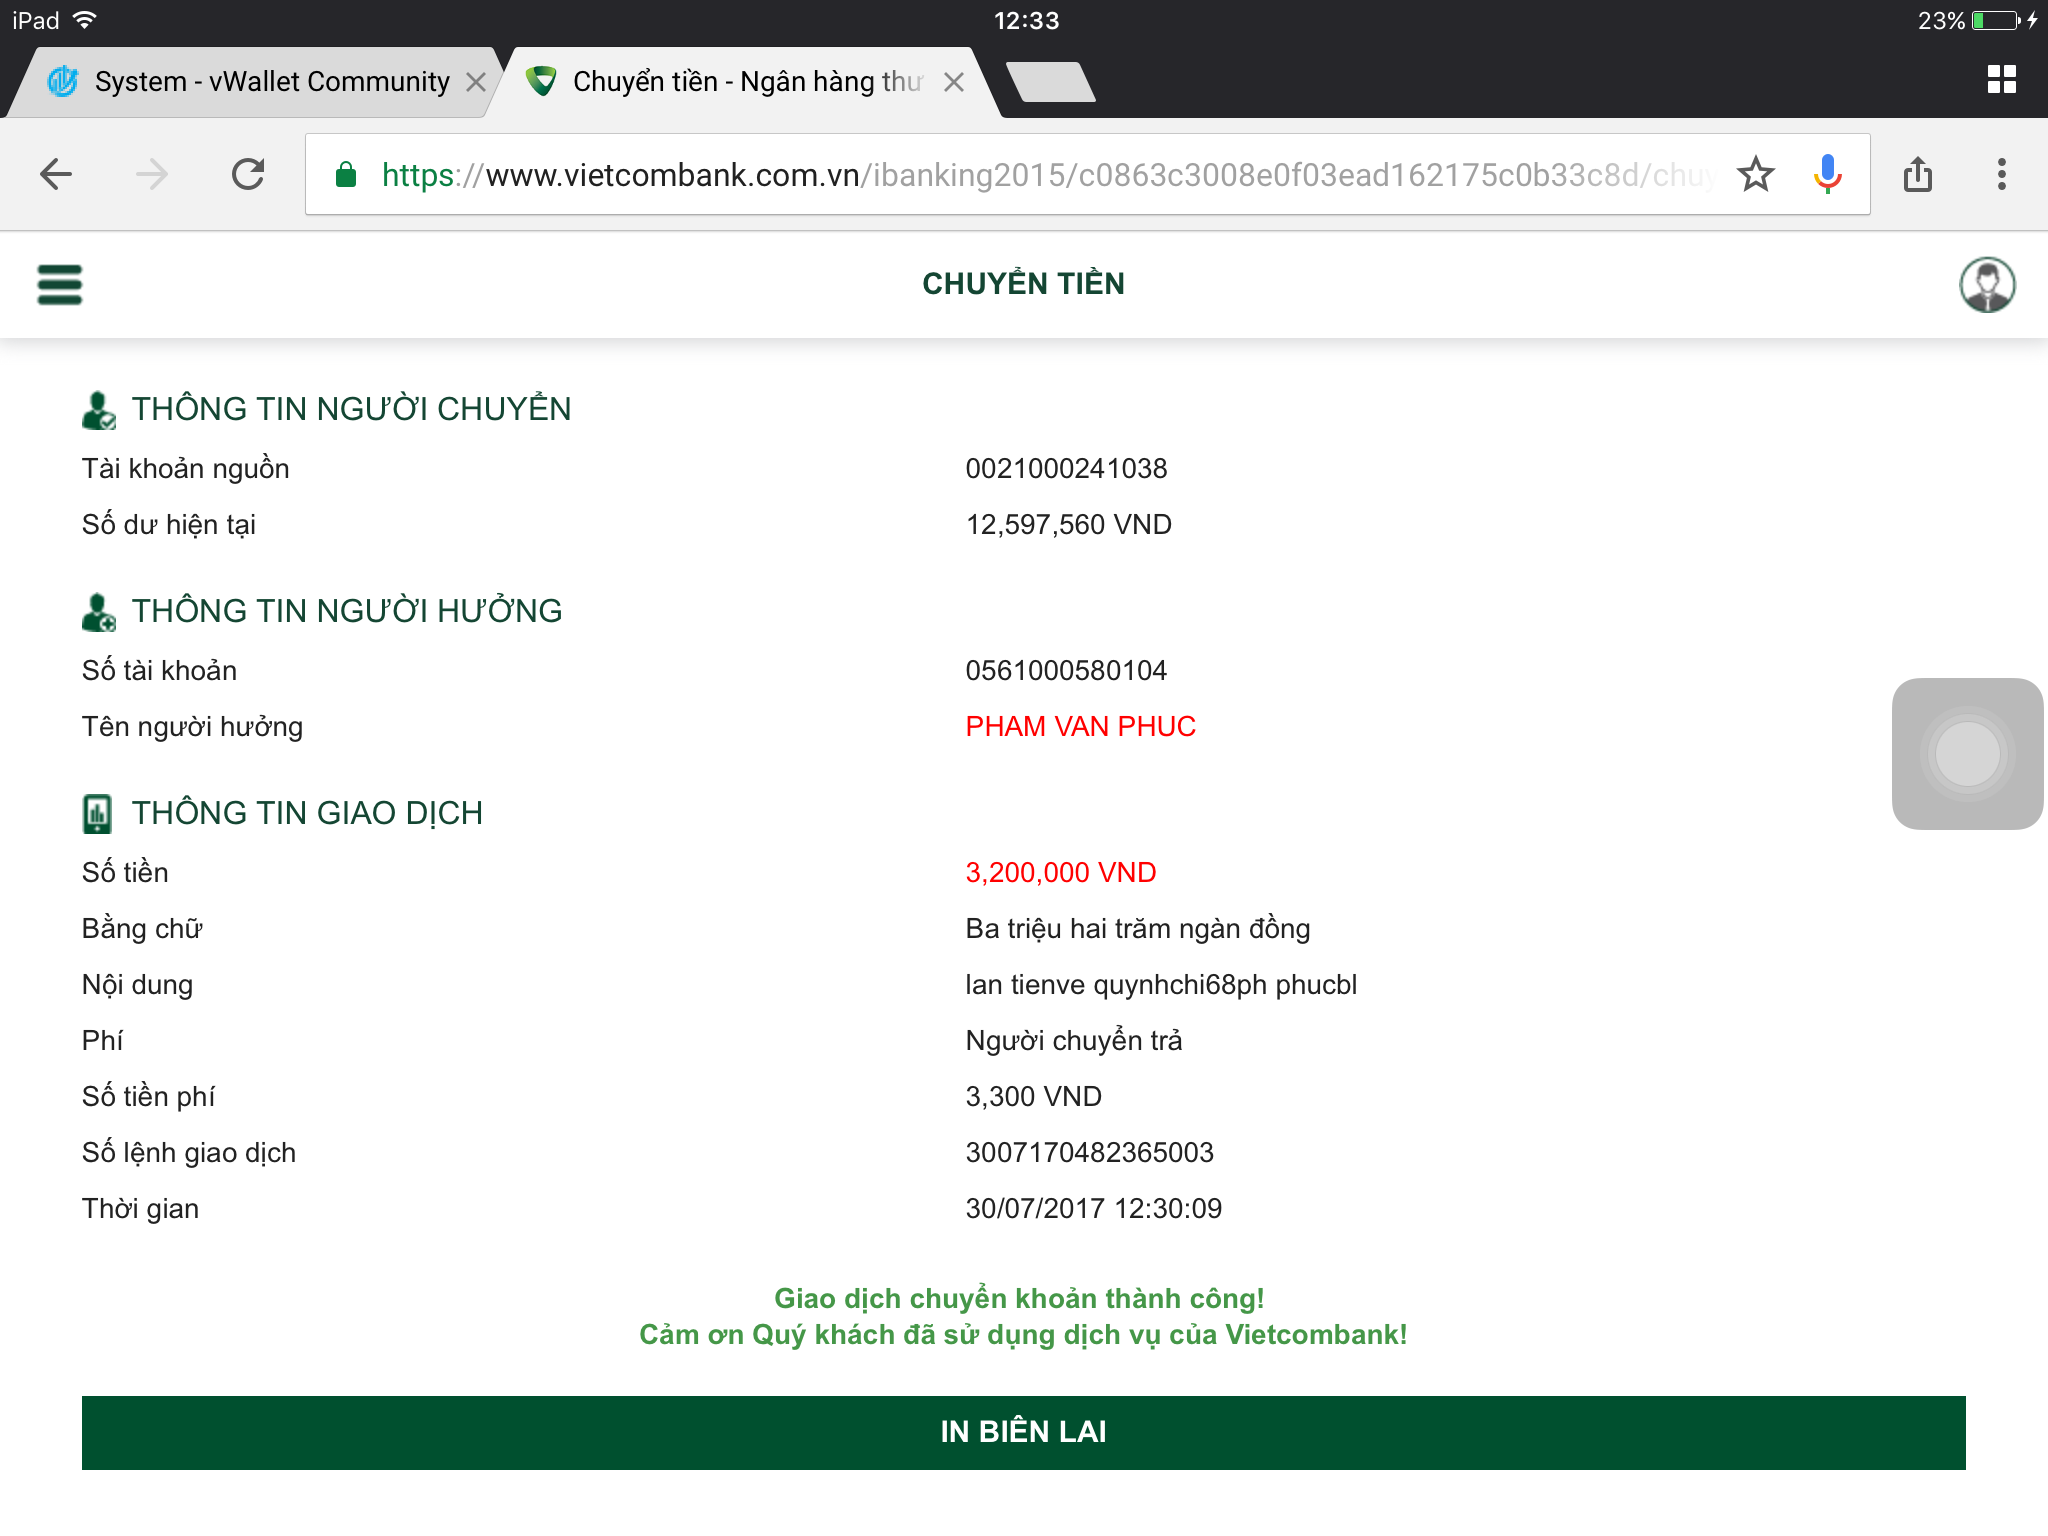 iPad 12:33 23%
System - vWallet Community Chuyển tiền - Ngân hàng thư
https://www.vietcombank.com.vn/ibanking2015/c0863c3008e0f03ead162175c0b33c8d/chuy
CHUYỂN TIỀN
THÔNG TIN NGƯỜI CHUYỂN
Tài khoản nguồn 0021000241038
Số dư hiện tại 12,597,560 VND
THÔNG TIN NGƯỜI HƯỞNG
Số tài khoản 0561000580104
Tên người hưởng PHAM VAN PHUC
THÔNG TIN GIAO DỊCH
Số tiền 3,200,000 VND
Bằng chữ Ba triệu hai trăm ngàn đồng
Nội dung lan tienve quynhchi68ph phucbl
Phí Người chuyển trả
Số tiền phí 3,300 VND
Số lệnh giao dịch 3007170482365003
Thời gian 30/07/2017 12:30:09
Giao dịch chuyển khoản thành công!
Cảm ơn Quý khách đã sử dụng dịch vụ của Vietcombank!
IN BIÊN LAI